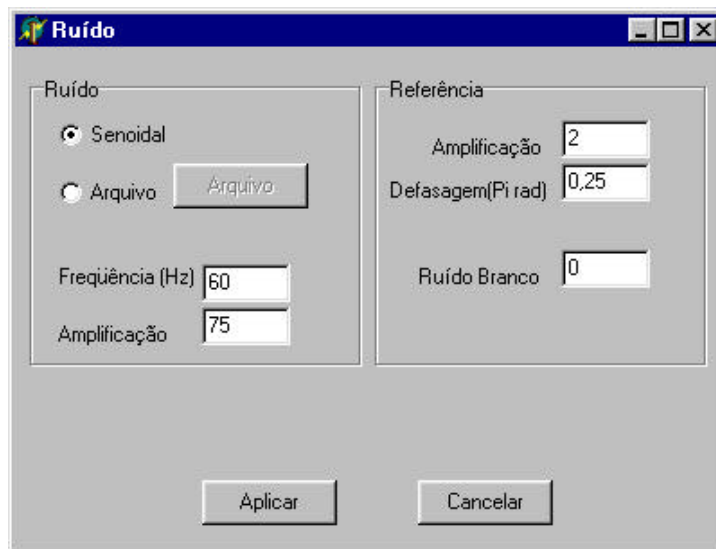 Ruído
Ruído
Senoidal
Arquivo
Arquivo
Freqüência (Hz) 60
Amplificação 75
Referência
Amplificação 2
Defasagem(Pi rad) 0,25
Ruído Branco 0
Aplicar
Cancelar